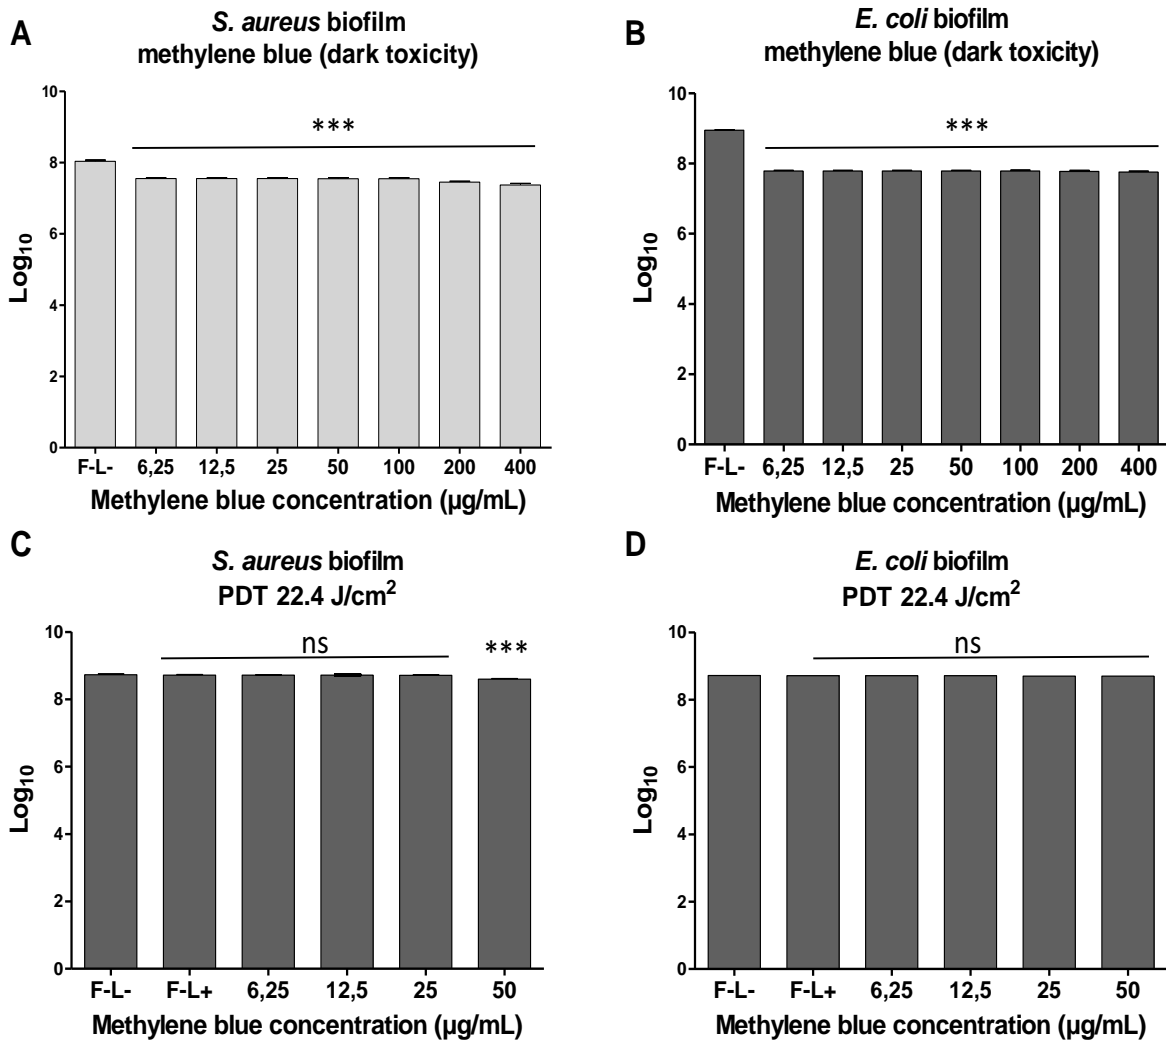 A
S. aureus biofilm
methylene blue (dark toxicity)
***
Log10
10
8
6
4
2
0
F-L- 6,25 12,5 25 50 100 200 400
Methylene blue concentration (µg/mL)
B
E. coli biofilm
methylene blue (dark toxicity)
***
Log10
10
8
6
4
2
0
F-L- 6,25 12,5 25 50 100 200 400
Methylene blue concentration (µg/mL)
C
S. aureus biofilm
PDT 22.4 J/cm2
ns ***
Log10
10
8
6
4
2
0
F-L- F-L+ 6,25 12,5 25 50
Methylene blue concentration (µg/mL)
D
E. coli biofilm
PDT 22.4 J/cm2
ns
Log10
10
8
6
4
2
0
F-L- F-L+ 6,25 12,5 25 50
Methylene blue concentration (µg/mL)